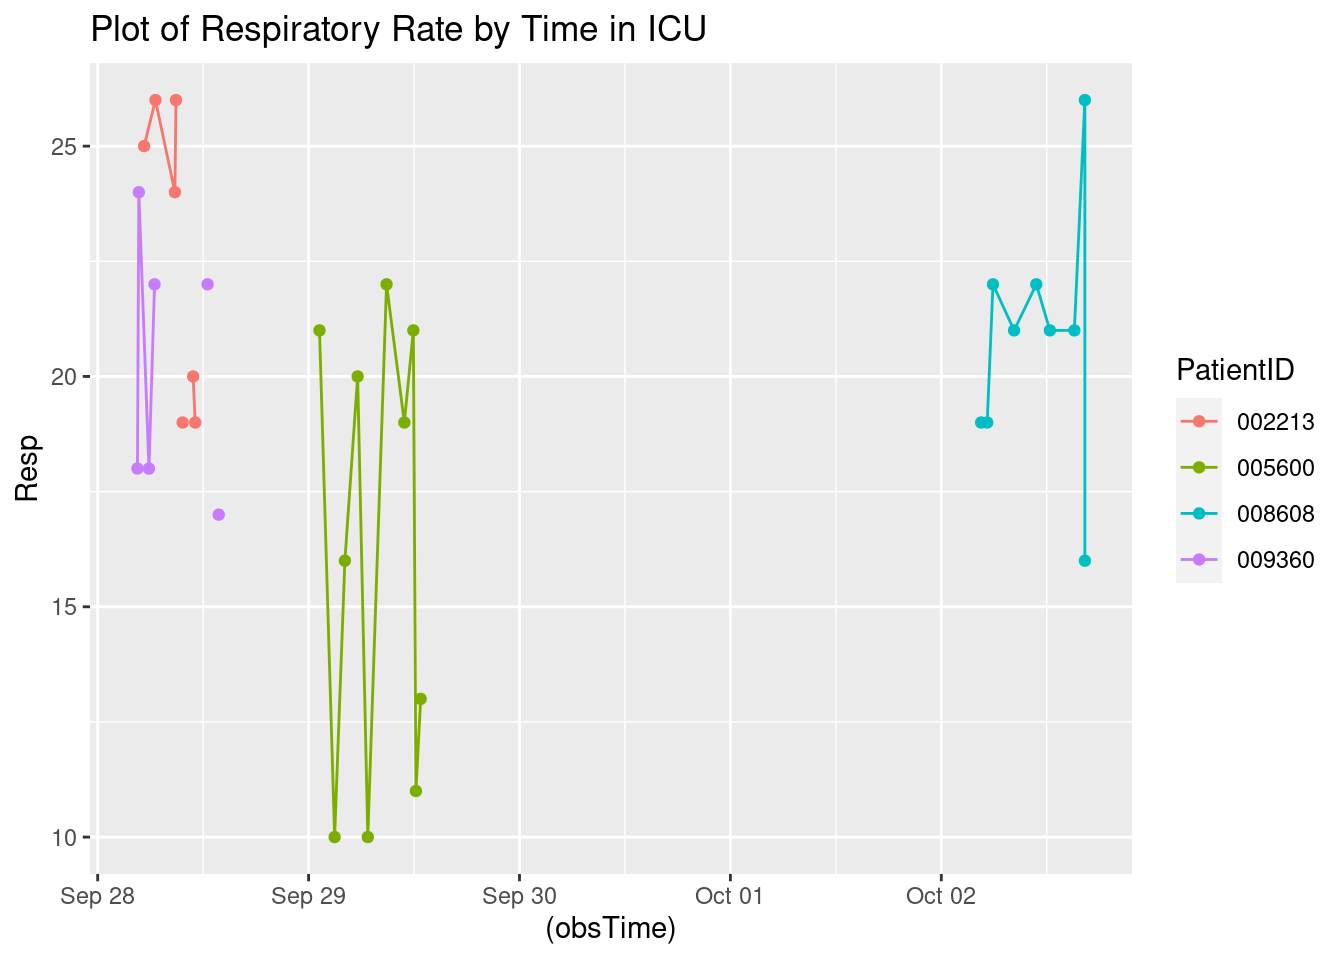 Plot of Respiratory Rate by Time in ICU
25
20
15
10
Resp
Sep 28
Sep 29
Sep 30
Oct 01
Oct 02
(obsTime)
PatientID
002213
005600
008608
009360